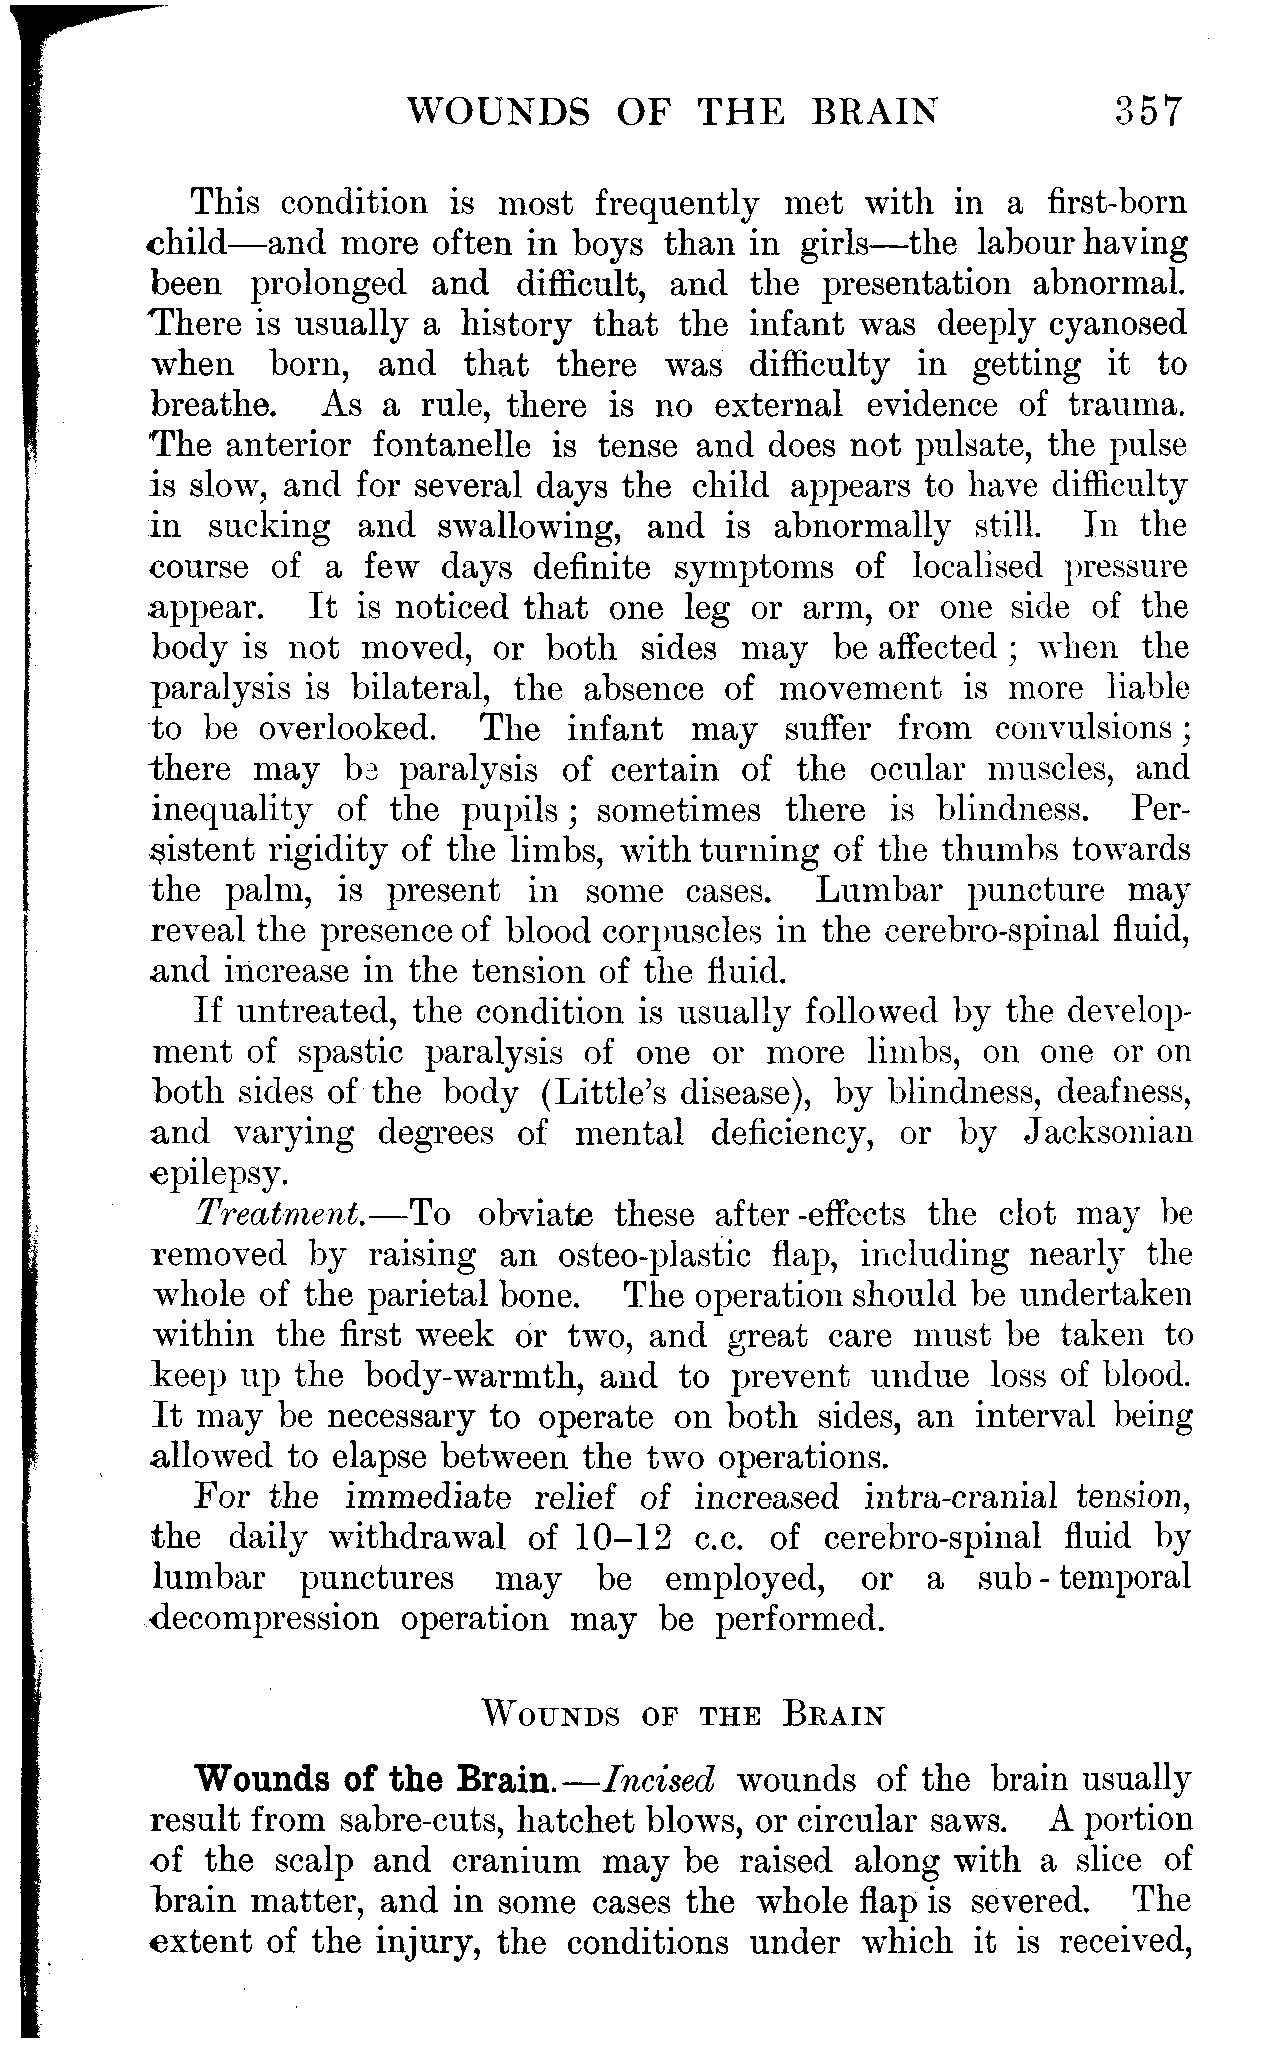 WOUNDS OF THE BRAIN 357
This condition is most frequently met with in a first-born
child—and more often in boys than in girls—the labour having
been prolonged and difficult, and the presentation abnormal.
There is usually a history that the infant was deeply cyanosed
when born, and that there was difficulty in getting it to
breathe. As a rule, there is no external evidence of trauma.
The anterior fontanelle is tense and does not pulsate, the pulse
is slow, and for several days the child appears to have difficulty
in sucking and swallowing, and is abnormally still. In the
course of a few days definite symptoms of localised pressure
appear. It is noticed that one leg or arm, or one side of the
body is not moved, or both sides may be affected ; when the
paralysis is bilateral, the absence of movement is more liable
to be overlooked. The infant may suffer from convulsions ;
there may be paralysis of certain of the ocular muscles, and
inequality of the pupils ; sometimes there is blindness. Per-
sistent rigidity of the limbs, with turning of the thumbs towards
the palm, is present in some cases. Lumbar puncture may
reveal the presence of blood corpuscles in the cerebro-spinal fluid,
and increase in the tension of the fluid.
If untreated, the condition is usually followed by the develop-
ment of spastic paralysis of one or more limbs, on one or on
both sides of the body (Little's disease), by blindness, deafness,
and varying degrees of mental deficiency, or by Jacksonian
epilepsy.
Treatment.—To obviate these after-effects the clot may be
removed by raising an osteo-plastic flap, including nearly the
whole of the parietal bone. The operation should be undertaken
within the first week or two, and great care must be taken to
keep up the body-warmth, and to prevent undue loss of blood.
It may be necessary to operate on both sides, an interval being
allowed to elapse between the two operations.
For the immediate relief of increased intra-cranial tension,
the daily withdrawal of 10–12 c.c. of cerebro-spinal fluid by
lumbar punctures may be employed, or a sub-temporal
decompression operation may be performed.
Wounds of the Brain
Wounds of the Brain.—Incised wounds of the brain usually
result from sabre-cuts, hatchet blows, or circular saws. A portion
of the scalp and cranium may be raised along with a slice of
brain matter, and in some cases the whole flap is severed. The
extent of the injury, the conditions under which it is received,